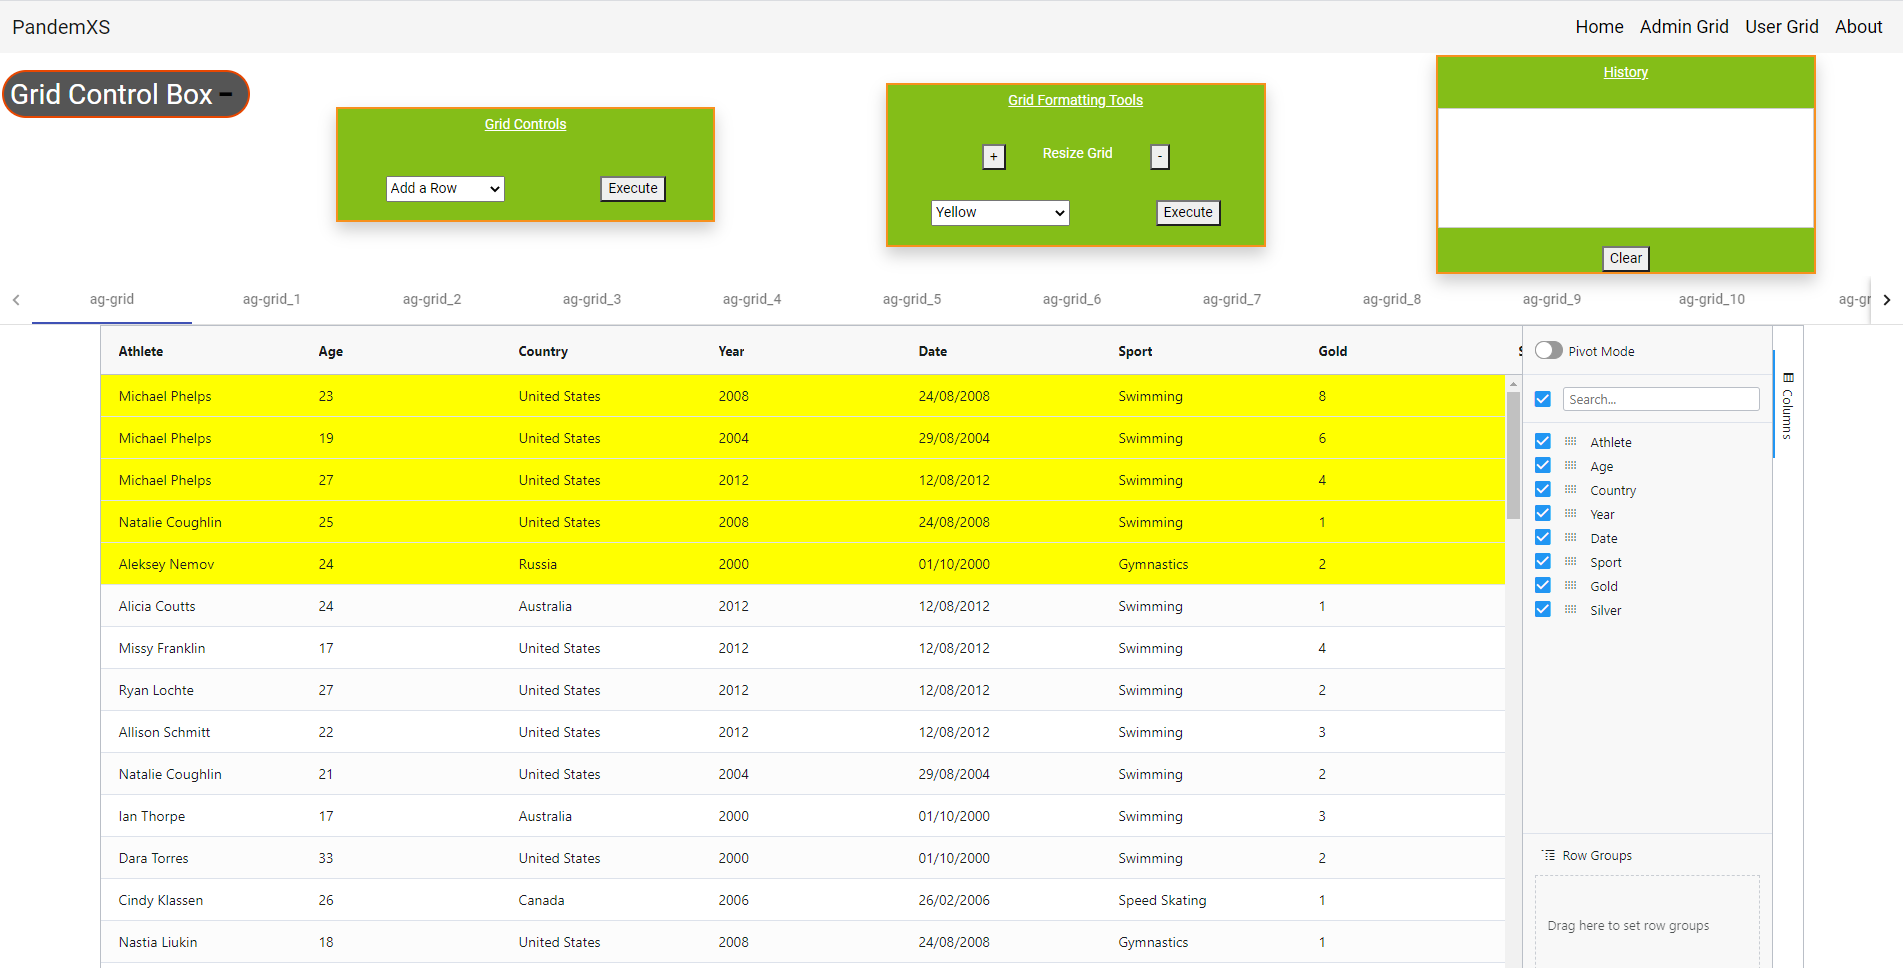 PandemXS Home Admin Grid User Grid About
Grid Control Box -
Grid Controls
Add a Row Execute
Grid Formatting Tools
+ Resize Grid -
Yellow Execute
History
Clear
ag-grid ag-grid_1 ag-grid_2 ag-grid_3 ag-grid_4 ag-grid_5 ag-grid_6 ag-grid_7 ag-grid_8 ag-grid_9 ag-grid_10
Athlete Age Country Year Date Sport Gold
Michael Phelps 23 United States 2008 24/08/2008 Swimming 8
Michael Phelps 19 United States 2004 29/08/2004 Swimming 6
Michael Phelps 27 United States 2012 12/08/2012 Swimming 4
Natalie Coughlin 25 United States 2008 24/08/2008 Swimming 1
Aleksey Nemov 24 Russia 2000 01/10/2000 Gymnastics 2
Alicia Coutts 24 Australia 2012 12/08/2012 Swimming 1
Missy Franklin 17 United States 2012 12/08/2012 Swimming 4
Ryan Lochte 27 United States 2012 12/08/2012 Swimming 2
Allison Schmitt 22 United States 2012 12/08/2012 Swimming 3
Natalie Coughlin 21 United States 2004 29/08/2004 Swimming 2
Ian Thorpe 17 Australia 2000 01/10/2000 Swimming 3
Dara Torres 33 United States 2000 01/10/2000 Swimming 2
Cindy Klassen 26 Canada 2006 26/02/2006 Speed Skating 1
Nastia Liukin 18 United States 2008 24/08/2008 Gymnastics 1
Pivot Mode
Search...
Athlete
Age
Country
Year
Date
Sport
Gold
Silver
Row Groups
Drag here to set row groups
Columns